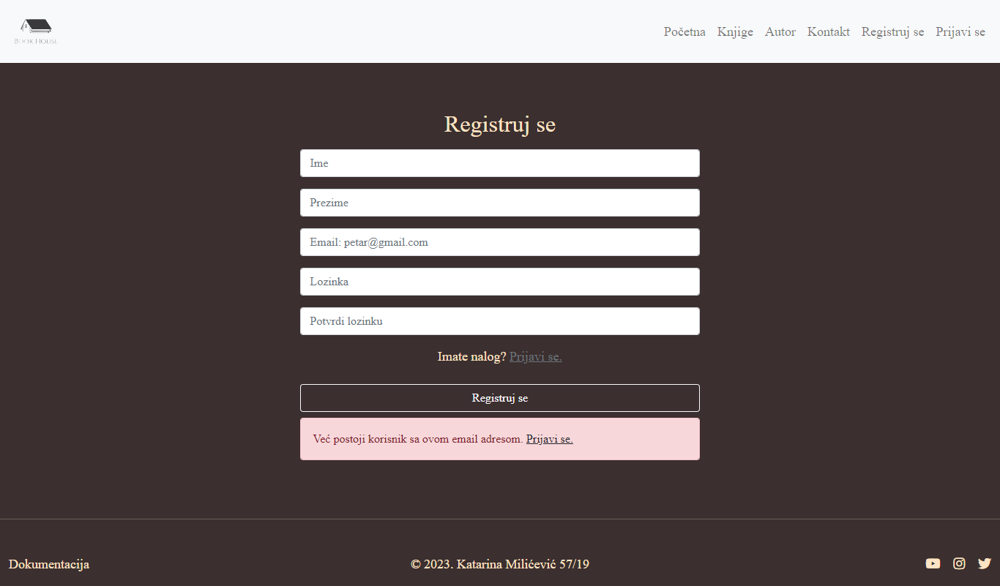 BOOK HOUSE
Početna Knjige Autor Kontakt Registruj se Prijavi se
Registruj se
Ime
Prezime
Email: petar@gmail.com
Lozinka
Potvrdi lozinku
Imate nalog? Prijavi se.
Registruj se
Već postoji korisnik sa ovom email adresom. Prijavi se.
Dokumentacija © 2023. Katarina Milićević 57/19